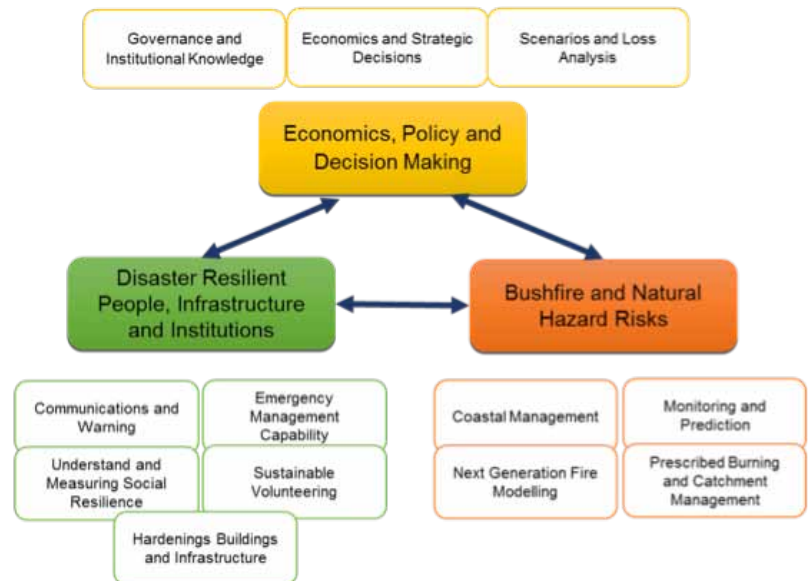 Governance and
Institutional Knowledge
Economics and Strategic
Decisions
Scenarios and Loss
Analysis
Economics, Policy and
Decision Making
Disaster Resilient
People, Infrastructure
and Institutions
Bushfire and Natural
Hazard Risks
Communications and
Warning
Emergency
Management
Capability
Understand and
Measuring Social
Resilience
Sustainable
Volunteering
Hardenings Buildings
and Infrastructure
Coastal Management
Monitoring and
Prediction
Next Generation Fire
Modelling
Prescribed Burning
and Catchment
Management